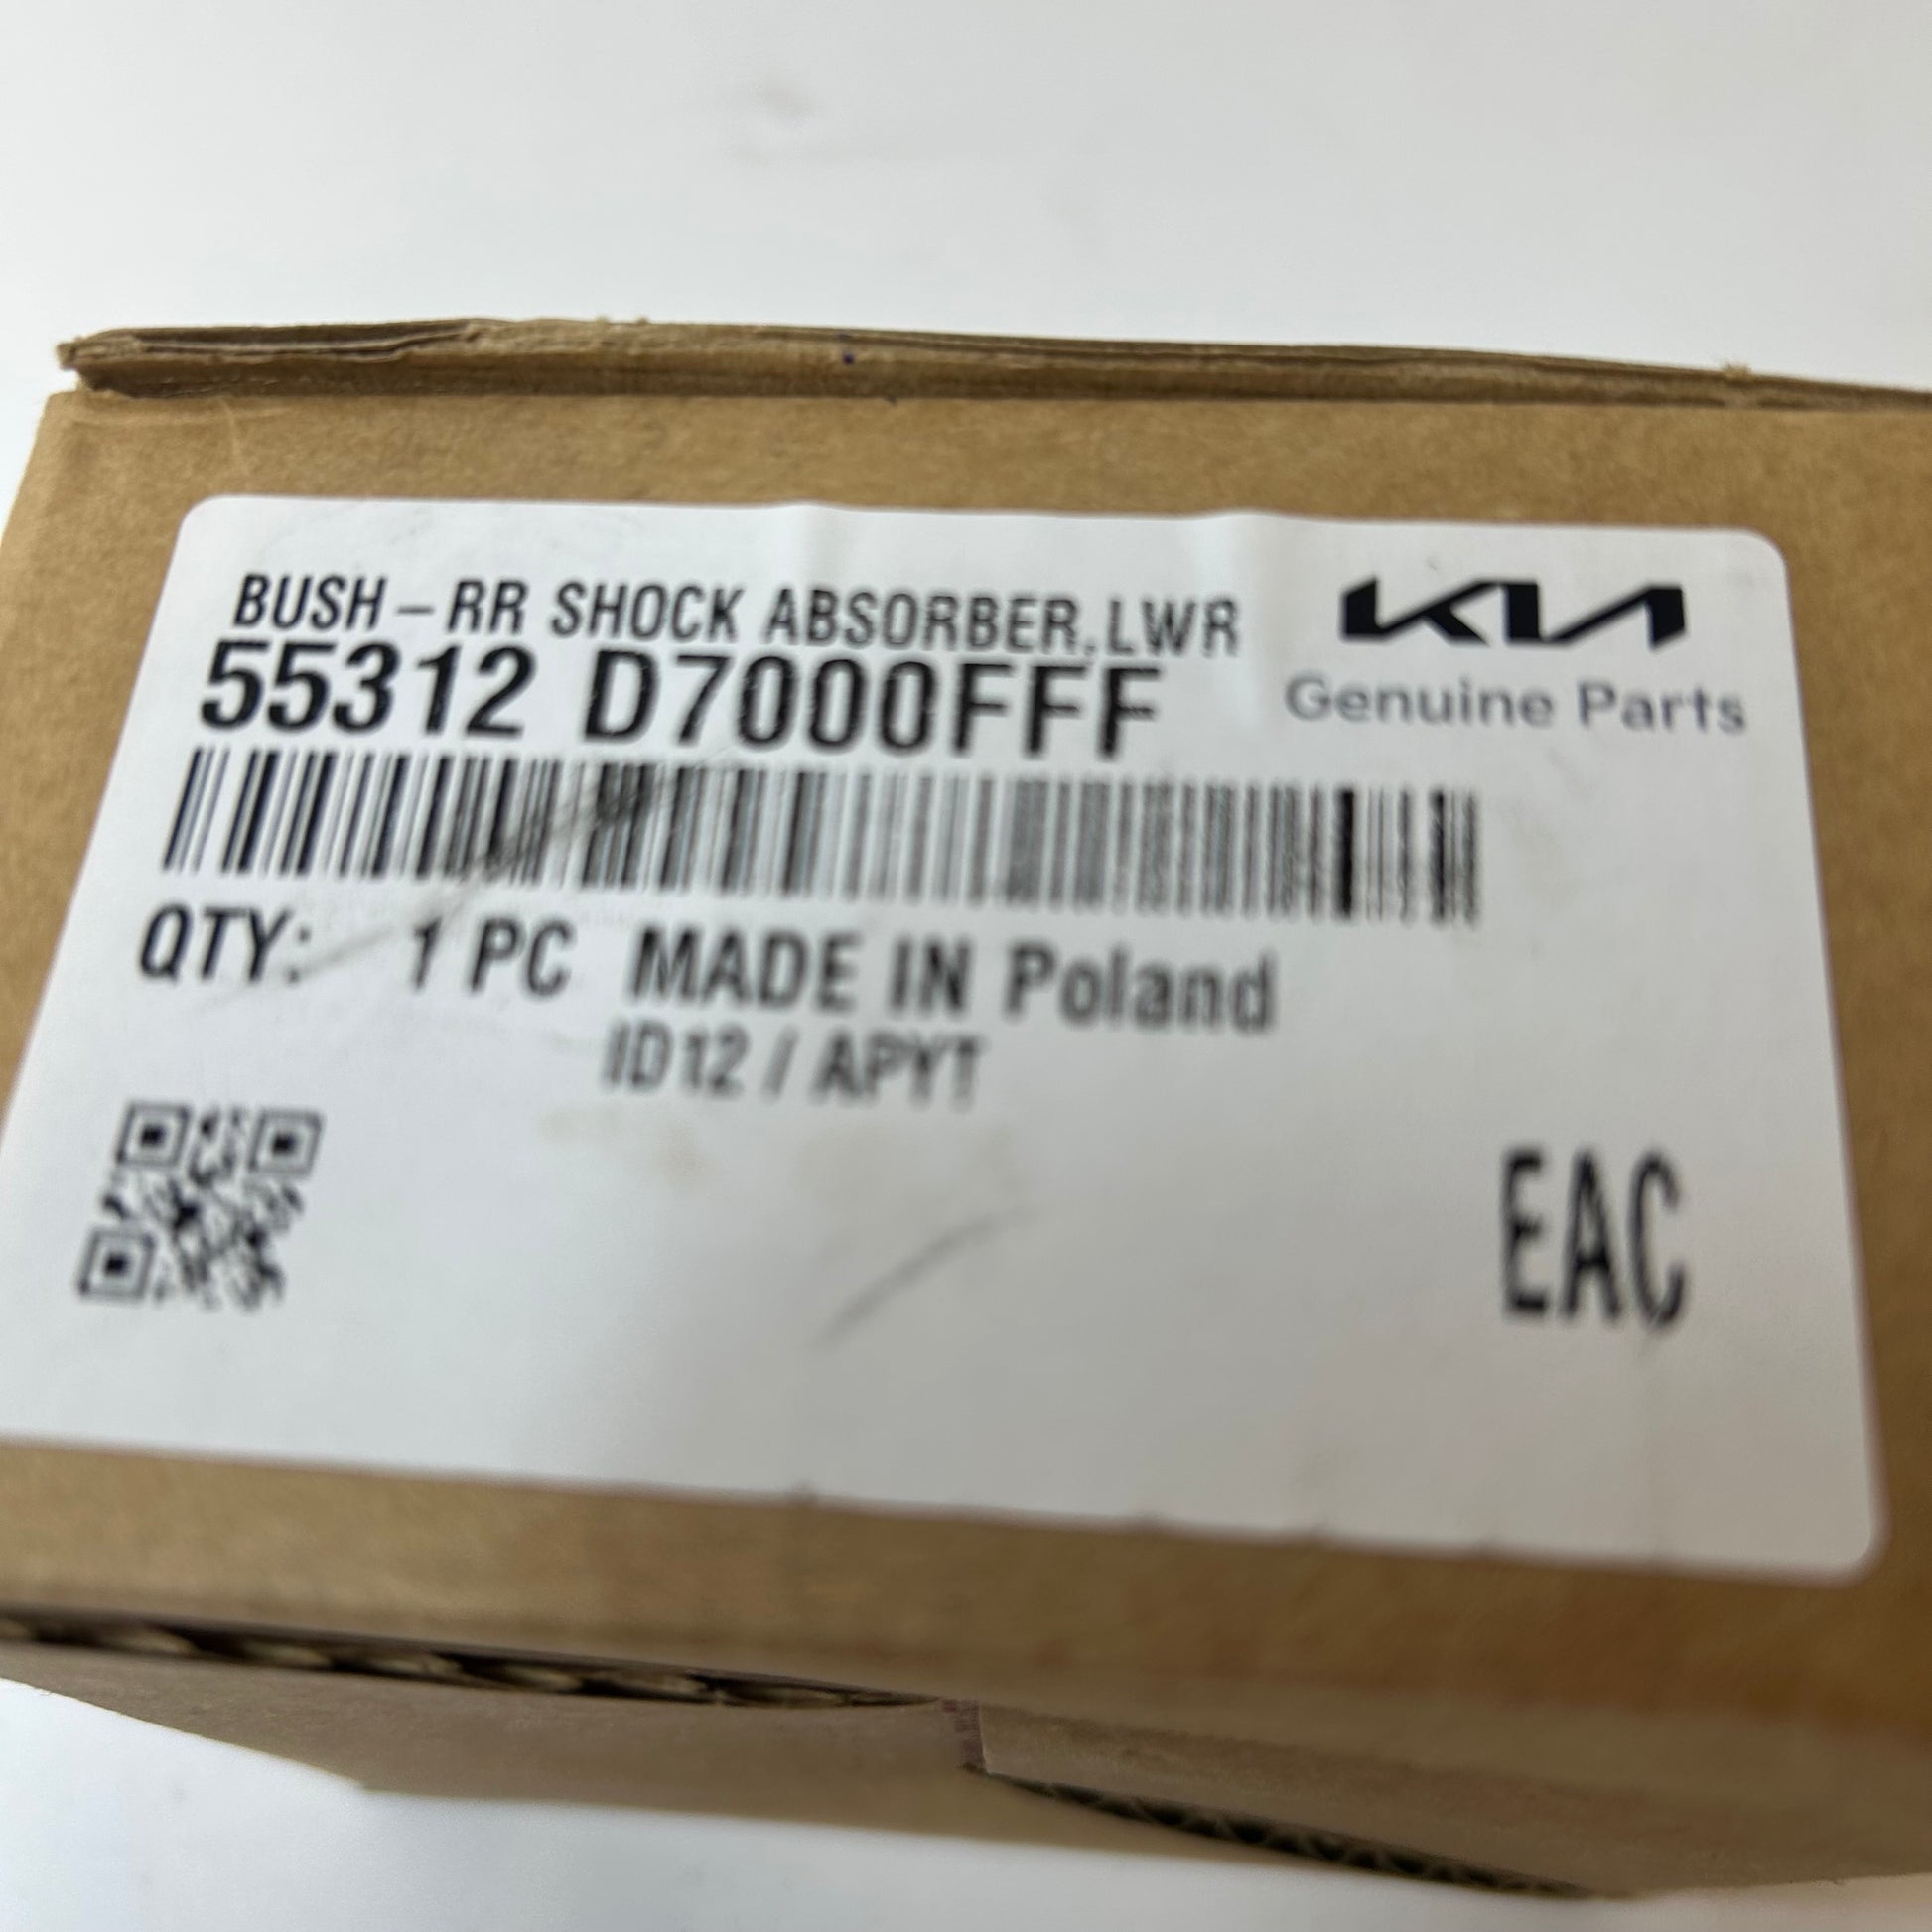 BUSH-RR SHOCK ABSORBER,LWR
KIA
55312 D7000FFF
Genuine Parts
QTY: 1 PC MADE IN Poland
ID12 / APYT
EAC